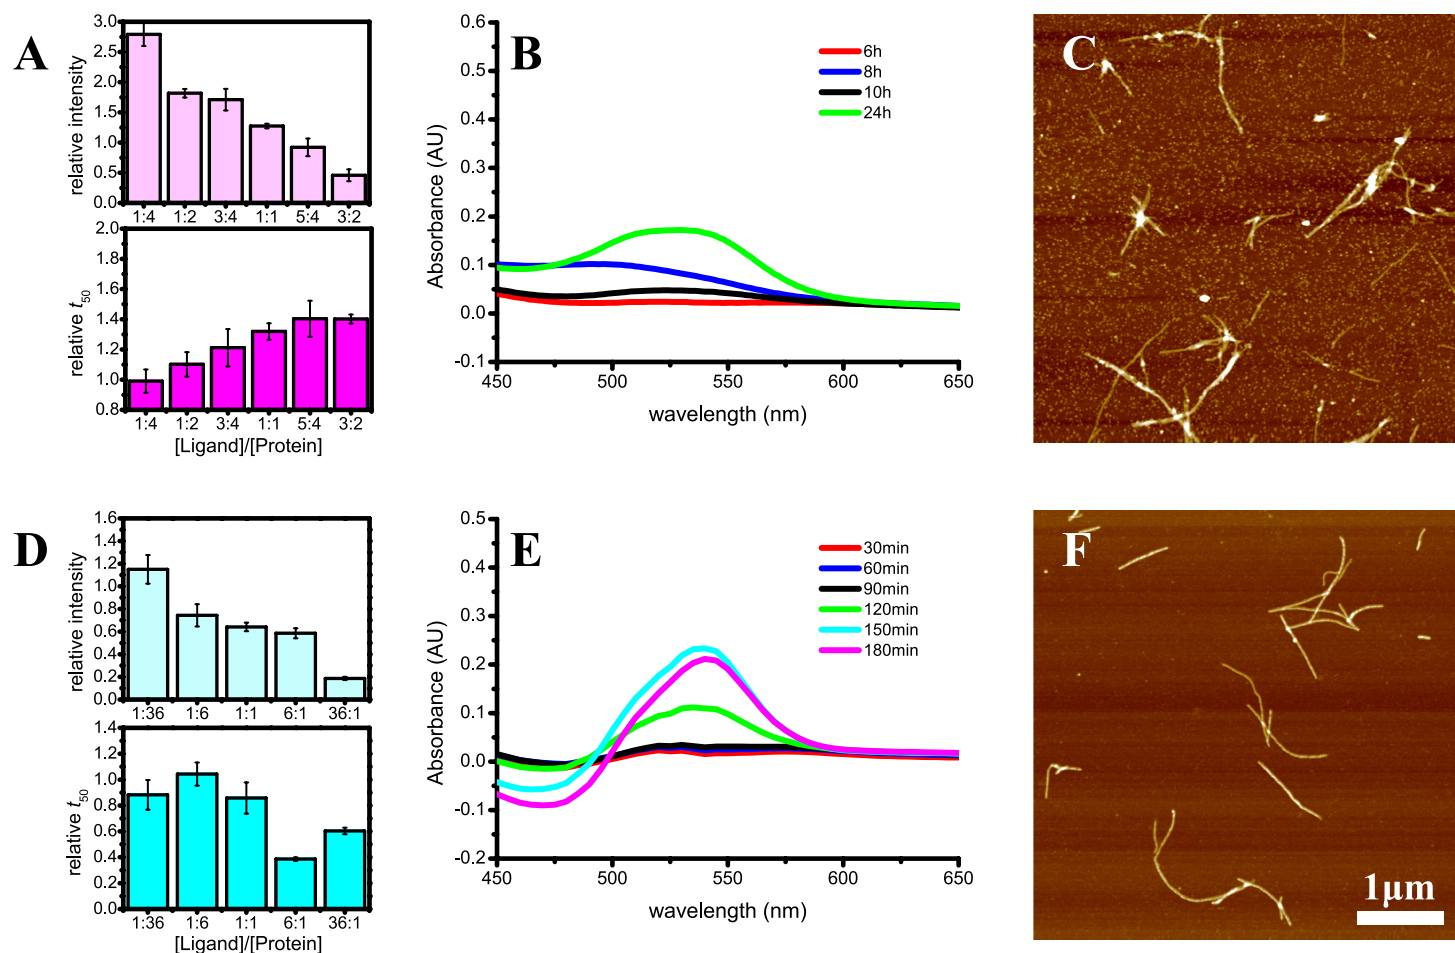 A
relative intensity
3.0
2.5
2.0
1.5
1.0
0.5
0.0
1:4 1:2 3:4 1:1 5:4 3:2
relative t50
2.0
1.8
1.6
1.4
1.2
1.0
0.8
1:4 1:2 3:4 1:1 5:4 3:2
[Ligand]/[Protein]
B
Absorbance (AU)
0.6
0.5
0.4
0.3
0.2
0.1
0.0
-0.1
450 500 550 600 650
wavelength (nm)
6h
8h
10h
24h
C
D
relative intensity
1.6
1.4
1.2
1.0
0.8
0.6
0.4
0.2
0.0
1:36 1:6 1:1 6:1 36:1
relative t50
1.4
1.2
1.0
0.8
0.6
0.4
0.2
0.0
1:36 1:6 1:1 6:1 36:1
[Ligand]/[Protein]
E
Absorbance (AU)
0.5
0.4
0.3
0.2
0.1
0.0
-0.1
-0.2
450 500 550 600 650
wavelength (nm)
30min
60min
90min
120min
150min
180min
F
1µm